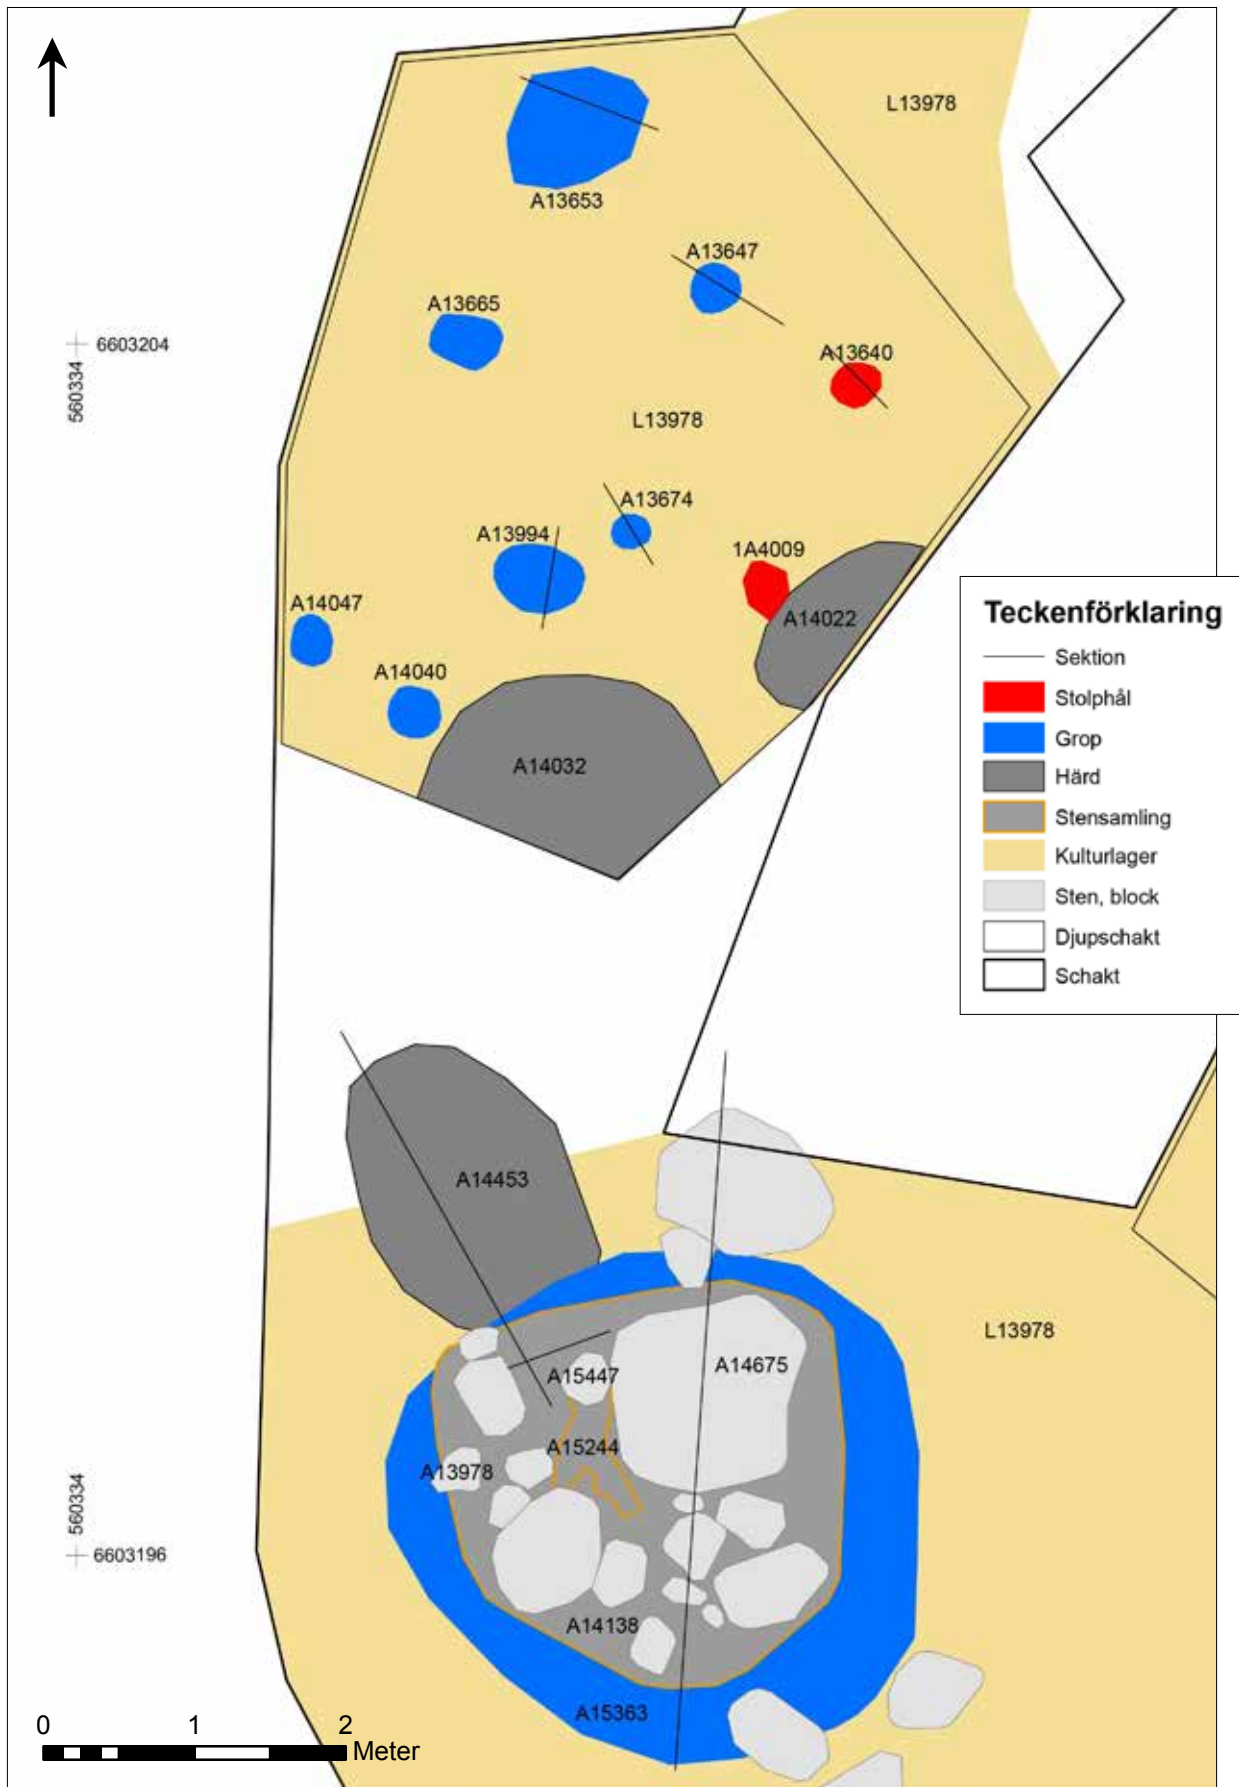 L13978
A13653
A13647
A13665
6603204
560334
A13640
L13978
A13674
A13994
1A4009
A14047
A14022
A14040
A14032
Teckenförklaring
Sektion
Stolphål
Grop
Härd
Stensamling
Kulturlager
Sten, block
Djupschakt
Schakt
A14453
L13978
A14675
A15447
A15244
A13978
560334
6603196
A14138
A15363
0 1 2
Meter